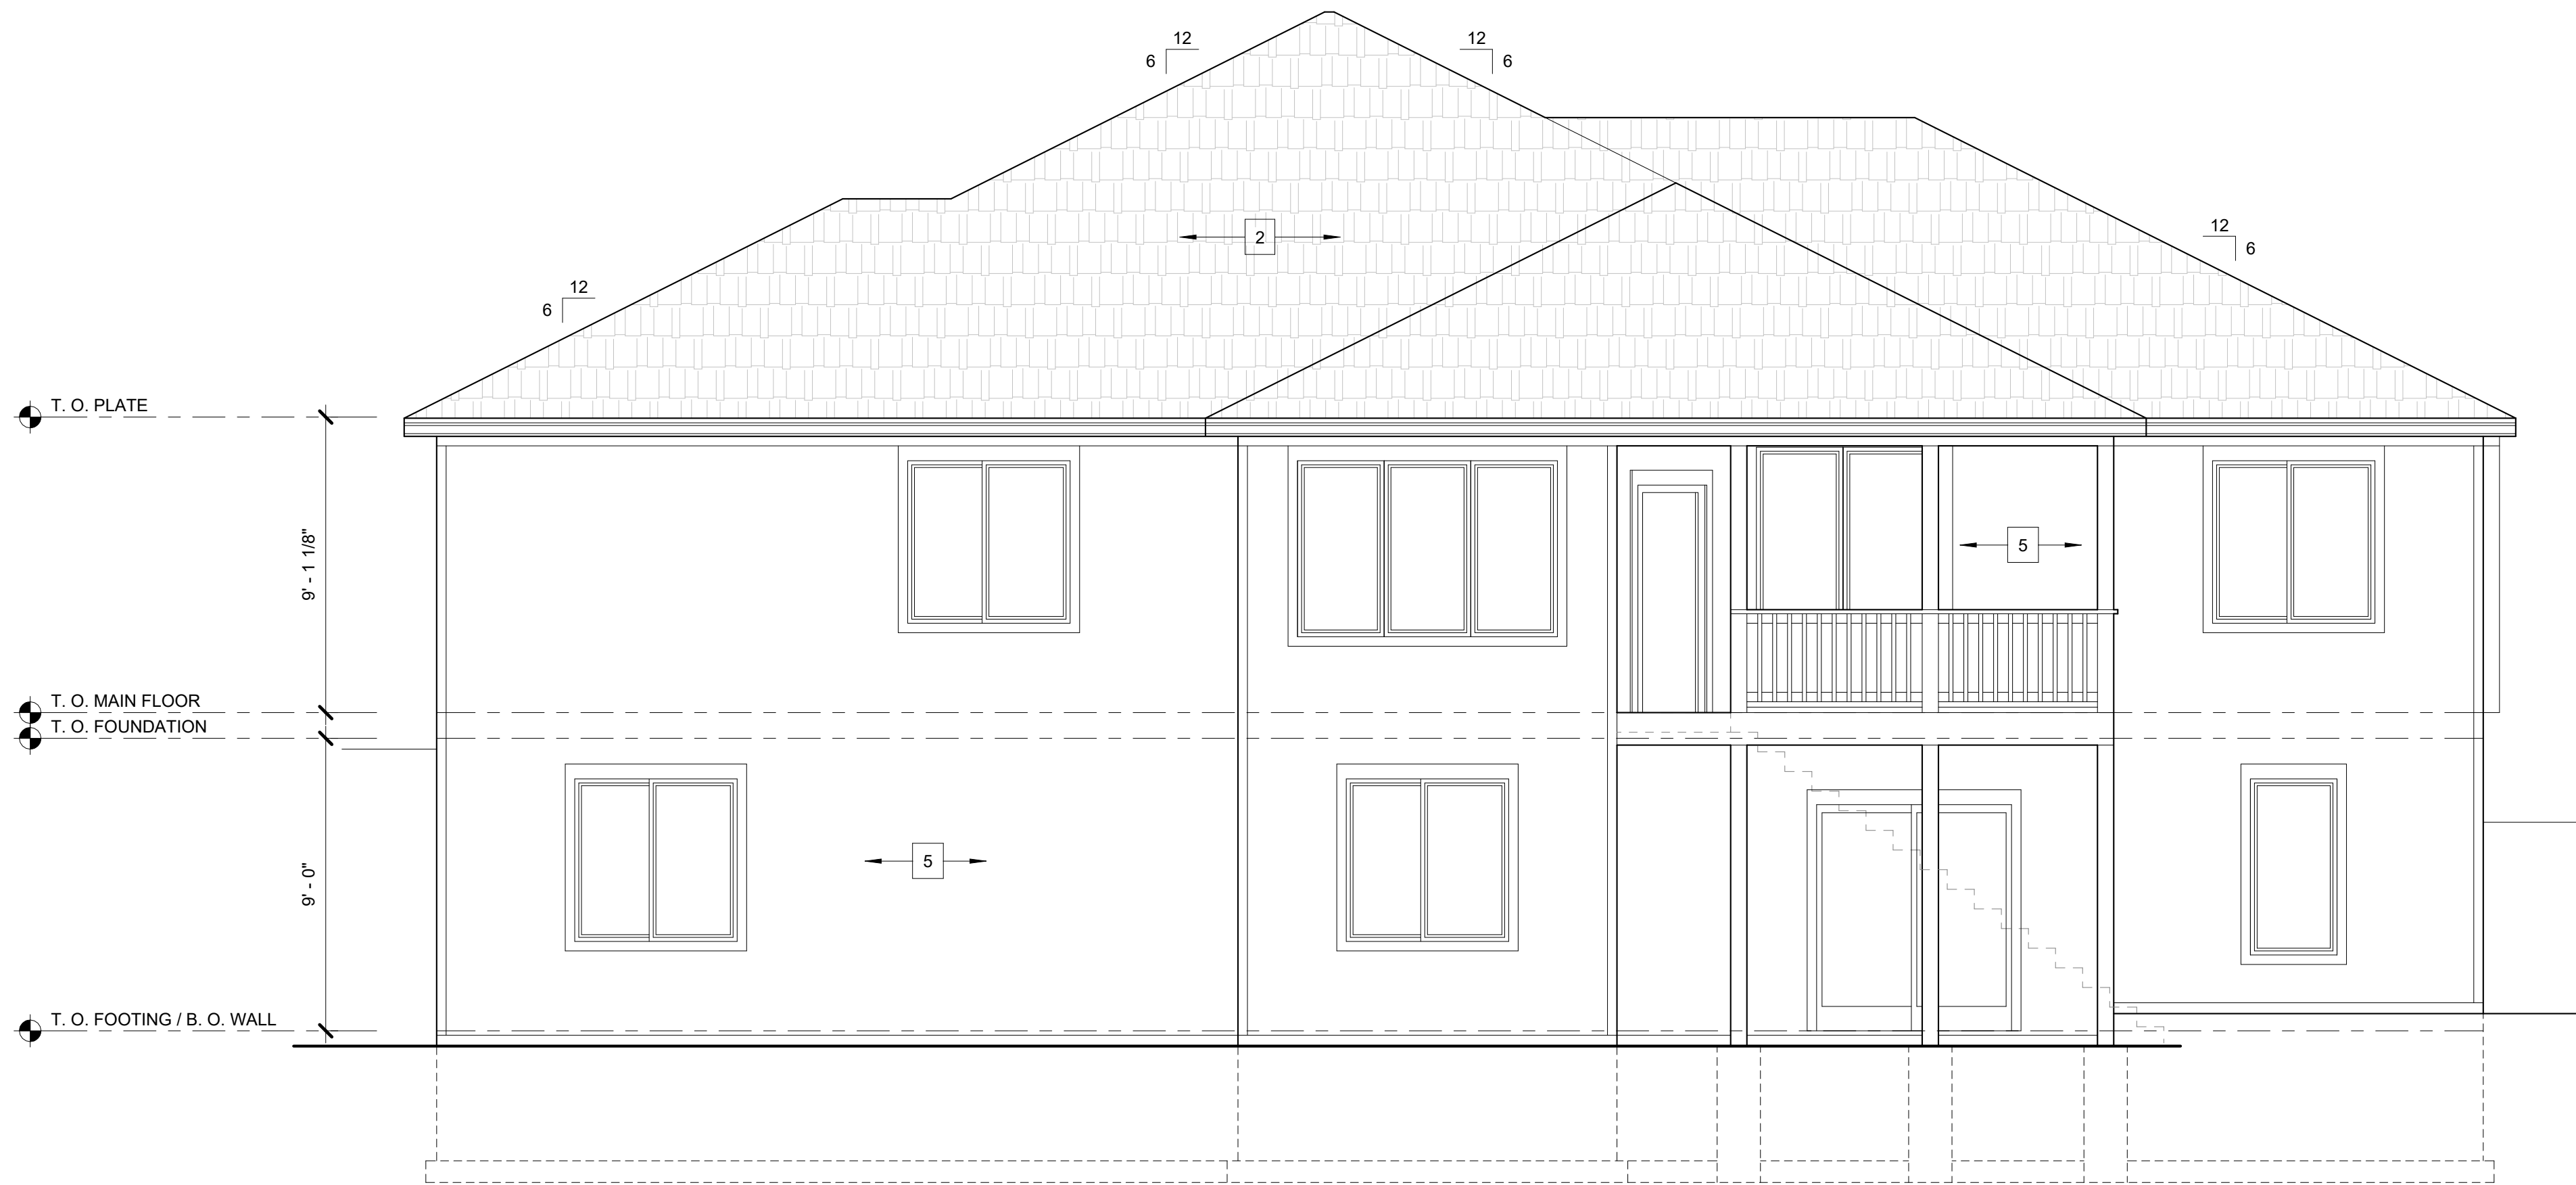 12
6
12
6
12
6
2
12
6
T. O. PLATE
9' - 1 1/8"
5
T. O. MAIN FLOOR
T. O. FOUNDATION
9' - 0"
5
T. O. FOOTING / B. O. WALL